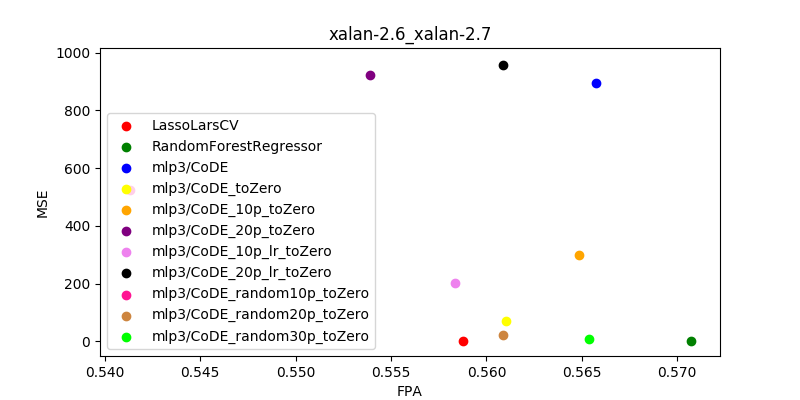 xalan-2.6_xalan-2.7
1000
800
600
400
200
0
MSE
LassoLarsCV
RandomForestRegressor
mlp3/CoDE
mlp3/CoDE_toZero
mlp3/CoDE_10p_toZero
mlp3/CoDE_20p_toZero
mlp3/CoDE_10p_lr_toZero
mlp3/CoDE_20p_lr_toZero
mlp3/CoDE_random10p_toZero
mlp3/CoDE_random20p_toZero
mlp3/CoDE_random30p_toZero
0.540 0.545 0.550 0.555 0.560 0.565 0.570
FPA